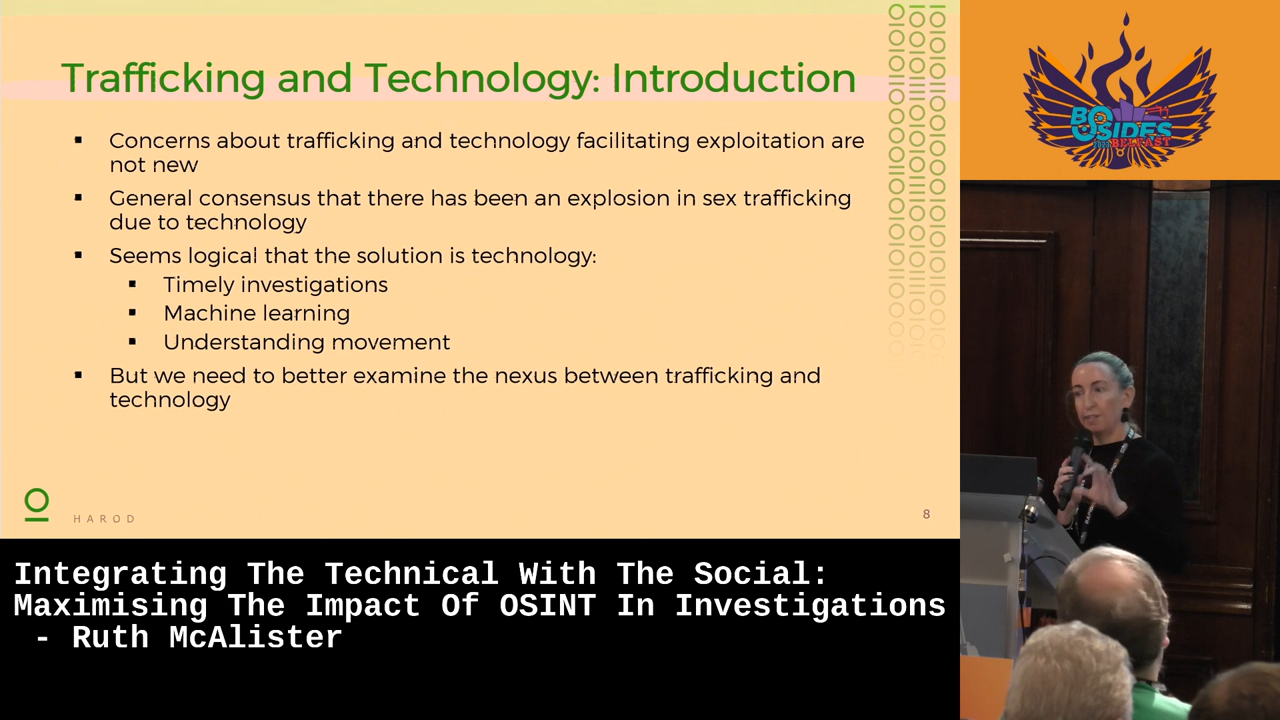 Trafficking and Technology: Introduction
▪ Concerns about trafficking and technology facilitating exploitation are
not new
▪ General consensus that there has been an explosion in sex trafficking
due to technology
▪ Seems logical that the solution is technology:
▪ Timely investigations
▪ Machine learning
▪ Understanding movement
▪ But we need to better examine the nexus between trafficking and
technology
HAROD
8
BSIDES
BELFAST
Integrating The Technical With The Social:
Maximising The Impact Of OSINT In Investigations
- Ruth McAlister